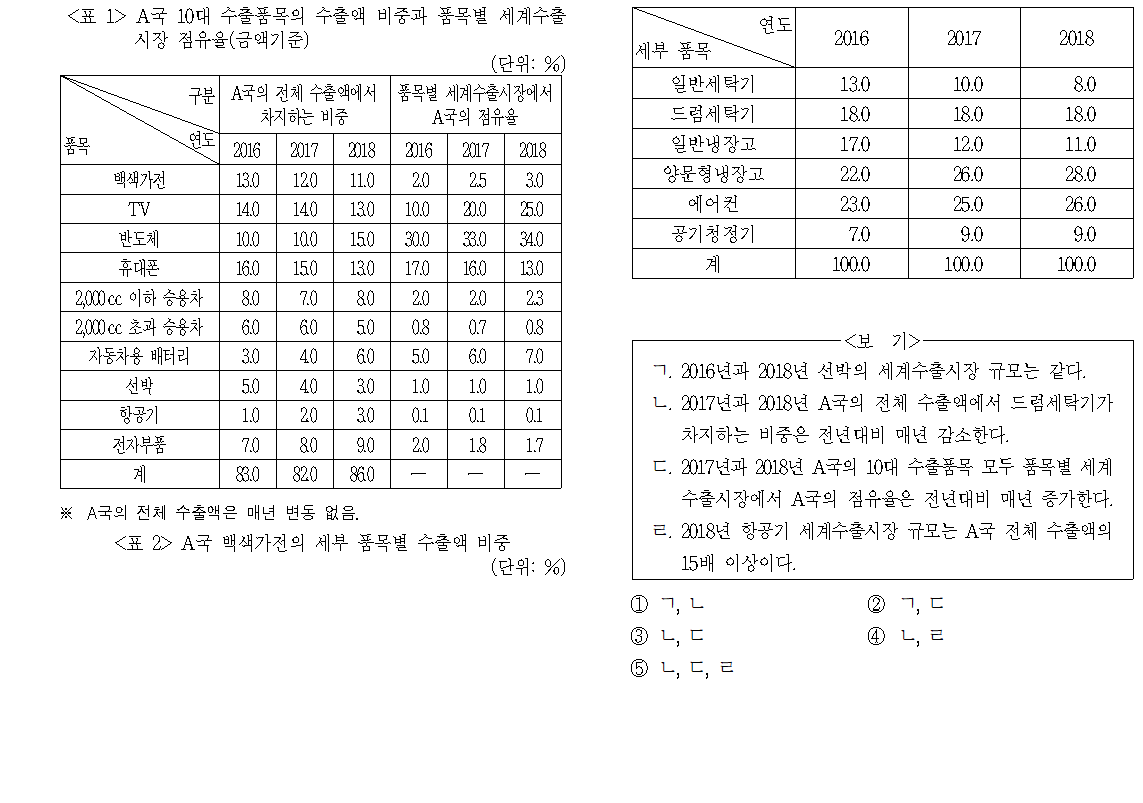 <표 1> A국 10대 수출품목의 수출액 비중과 품목별 세계수출
시장 점유율(금액기준)
(단위: %)
구분 A국의 전체 수출액에서 차지하는 비중 품목별 세계수출시장에서 A국의 점유율
품목 연도 2016 2017 2018 2016 2017 2018
백색가전 13.0 12.0 11.0 2.0 2.5 3.0
TV 14.0 14.0 13.0 10.0 20.0 25.0
반도체 10.0 10.0 15.0 30.0 33.0 34.0
휴대폰 16.0 15.0 13.0 17.0 16.0 13.0
2,000cc 이하 승용차 8.0 7.0 8.0 2.0 2.0 2.3
2,000cc 초과 승용차 6.0 6.0 5.0 0.8 0.7 0.8
자동차용 배터리 3.0 4.0 6.0 5.0 6.0 7.0
선박 5.0 4.0 3.0 1.0 1.0 1.0
항공기 1.0 2.0 3.0 0.1 0.1 0.1
전자부품 7.0 8.0 9.0 2.0 1.8 1.7
계 83.0 82.0 86.0 — — —
※ A국의 전체 수출액은 매년 변동 없음.
<표 2> A국 백색가전의 세부 품목별 수출액 비중
(단위: %)
세부 품목 연도 2016 2017 2018
일반세탁기 13.0 10.0 8.0
드럼세탁기 18.0 18.0 18.0
일반냉장고 17.0 12.0 11.0
양문형냉장고 22.0 26.0 28.0
에어컨 23.0 25.0 26.0
공기청정기 7.0 9.0 9.0
계 100.0 100.0 100.0
<보 기>
ㄱ. 2016년과 2018년 선박의 세계수출시장 규모는 같다.
ㄴ. 2017년과 2018년 A국의 전체 수출액에서 드럼세탁기가
차지하는 비중은 전년대비 매년 감소한다.
ㄷ. 2017년과 2018년 A국의 10대 수출품목 모두 품목별 세계
수출시장에서 A국의 점유율은 전년대비 매년 증가한다.
ㄹ. 2018년 항공기 세계수출시장 규모는 A국 전체 수출액의
15배 이상이다.
① ㄱ, ㄴ ② ㄱ, ㄷ
③ ㄴ, ㄷ ④ ㄴ, ㄹ
⑤ ㄴ, ㄷ, ㄹ